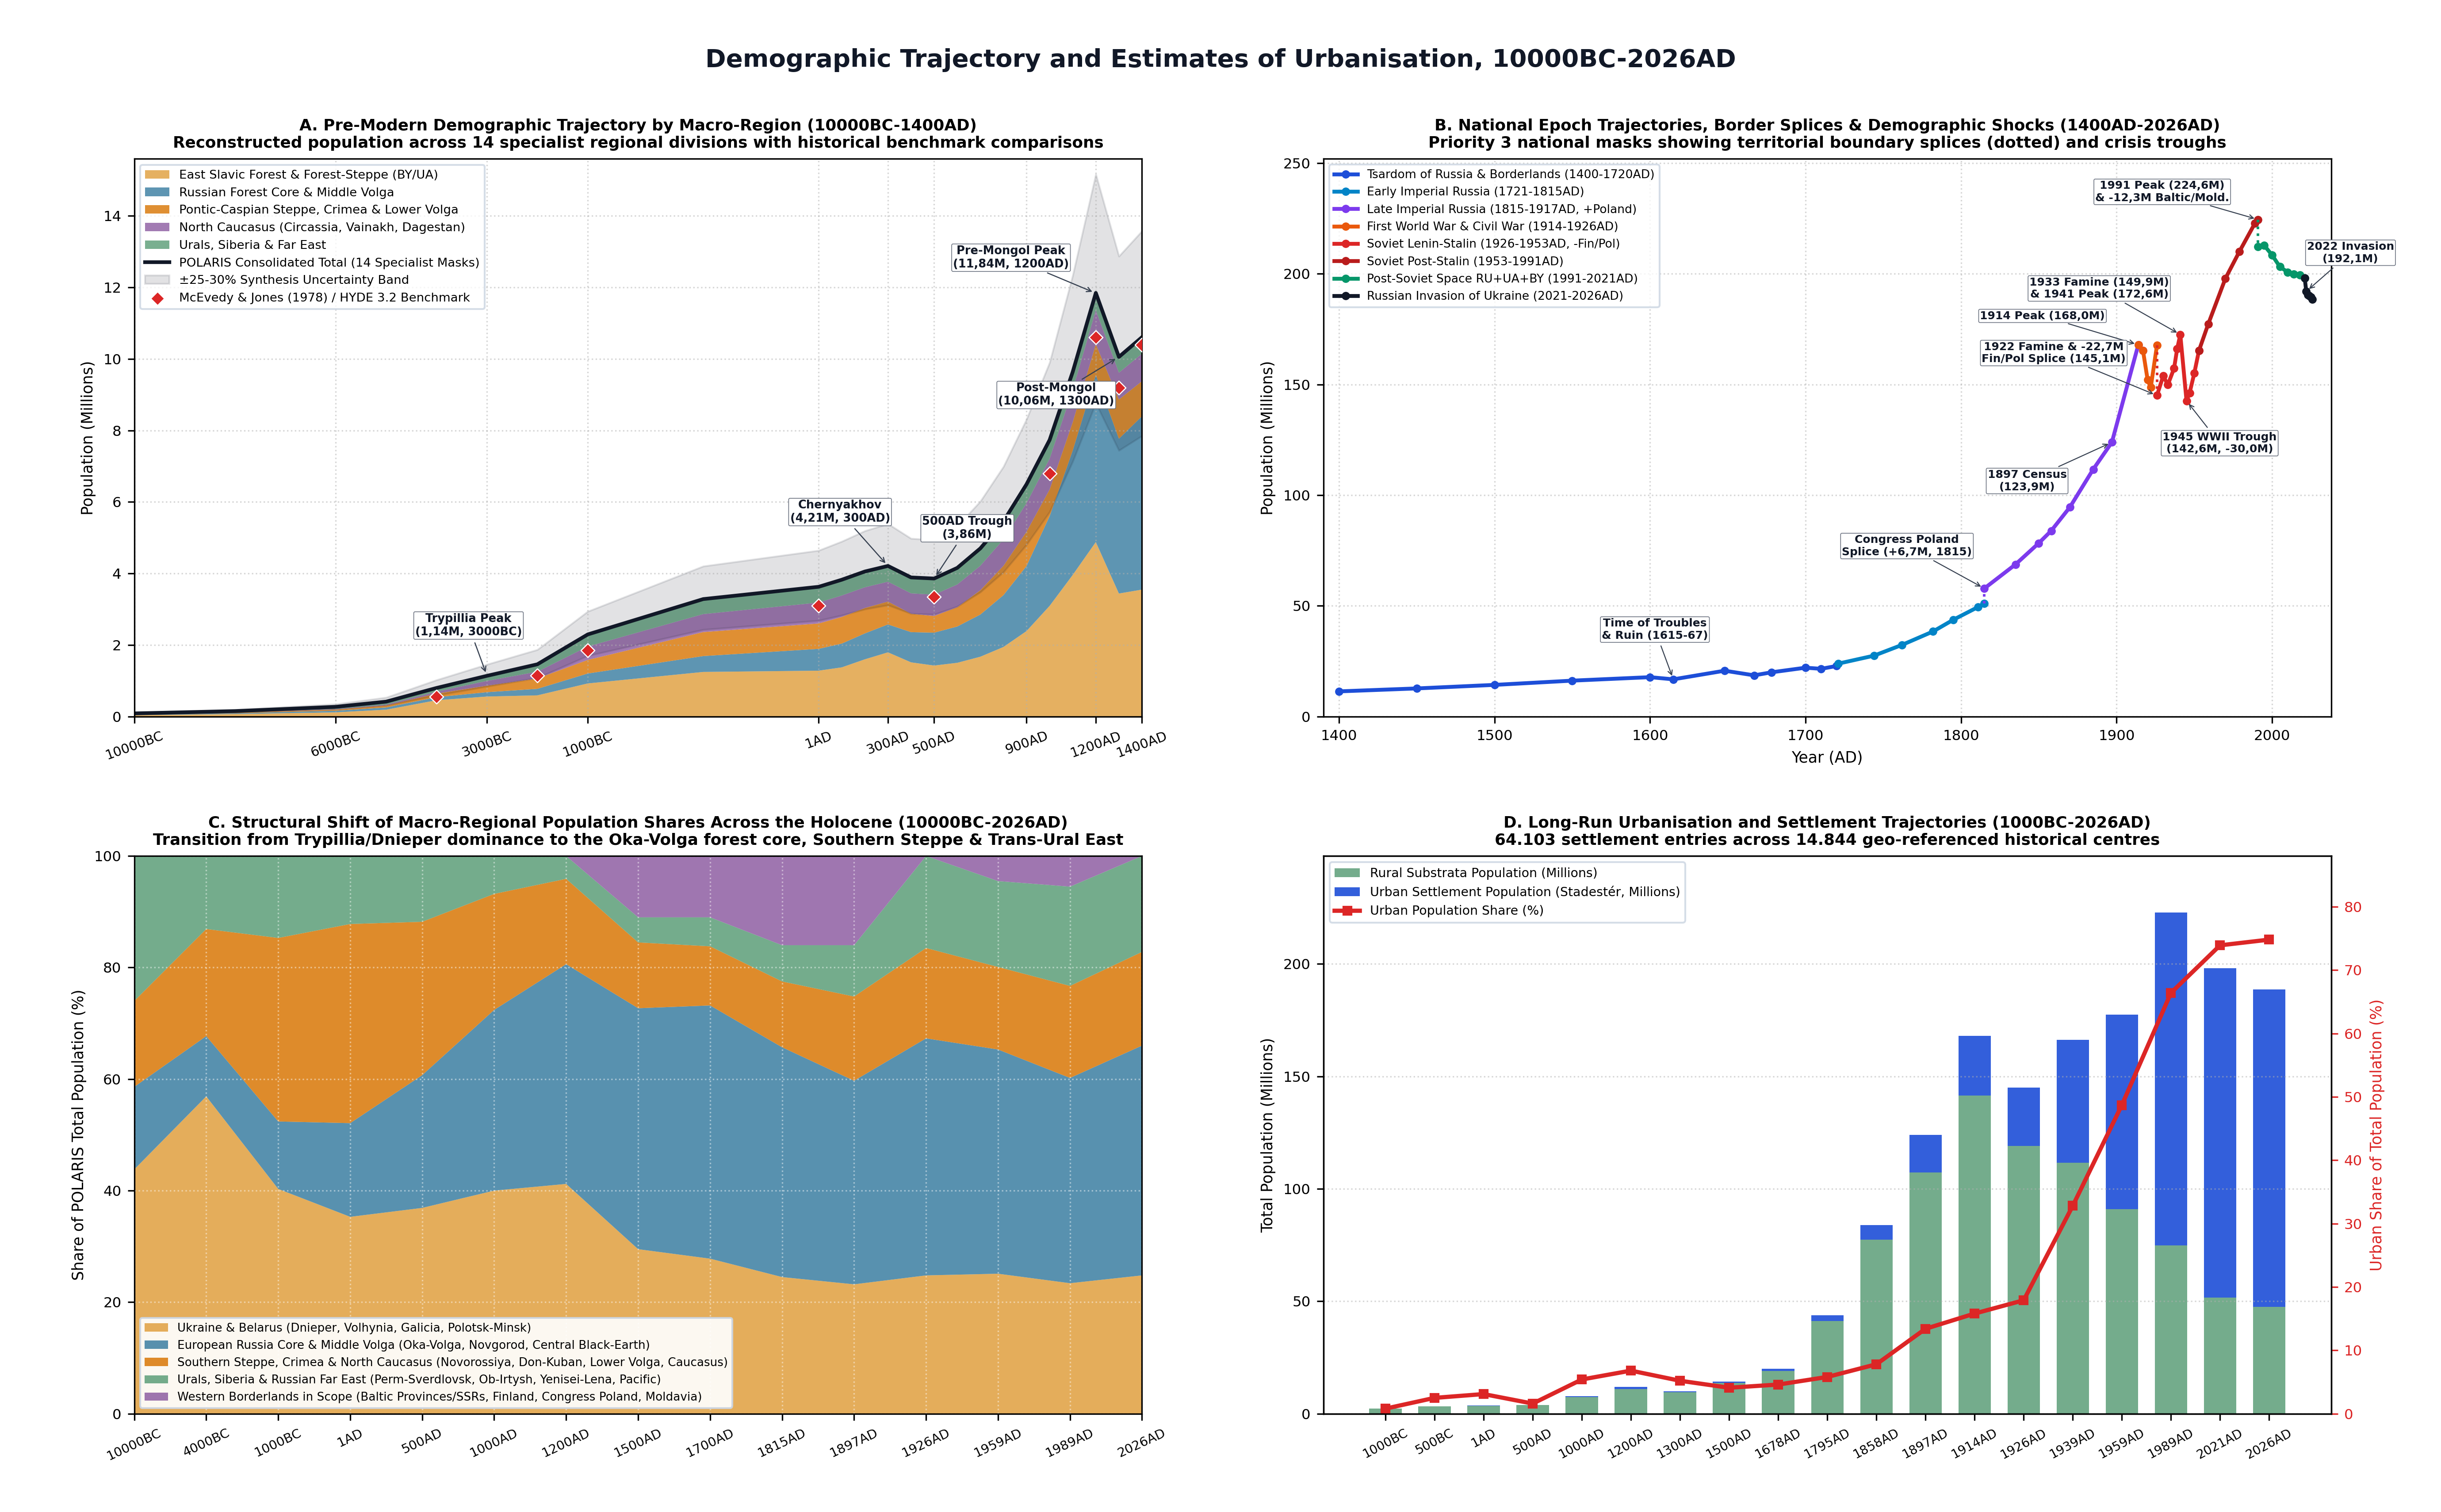 Demographic Trajectory and Estimates of Urbanisation, 10000BC-2026AD
A. Pre-Modern Demographic Trajectory by Macro-Region (10000BC-1400AD)
Reconstructed population across 14 specialist regional divisions with historical benchmark comparisons
Population (Millions)
14
12
10
8
6
4
2
0
East Slavic Forest & Forest-Steppe (BY/UA)
Russian Forest Core & Middle Volga
Pontic-Caspian Steppe, Crimea & Lower Volga
North Caucasus (Circassia, Vainakh, Dagestan)
Urals, Siberia & Far East
POLARIS Consolidated Total (14 Specialist Masks)
±25-30% Synthesis Uncertainty Band
McEvedy & Jones (1978) / HYDE 3.2 Benchmark
Pre-Mongol Peak
(11,84M, 1200AD)
Post-Mongol
(10,06M, 1300AD)
Chernyakhov
(4,21M, 300AD)
500AD Trough
(3,86M)
Trypillia Peak
(1,14M, 3000BC)
10000BC
6000BC
3000BC
1000BC
1AD
300AD
500AD
900AD
1200AD
1400AD
B. National Epoch Trajectories, Border Splices & Demographic Shocks (1400AD-2026AD)
Priority 3 national masks showing territorial boundary splices (dotted) and crisis troughs
Population (Millions)
250
200
150
100
50
0
Tsardom of Russia & Borderlands (1400-1720AD)
Early Imperial Russia (1721-1815AD)
Late Imperial Russia (1815-1917AD, +Poland)
First World War & Civil War (1914-1926AD)
Soviet Lenin-Stalin (1926-1953AD, -Fin/Pol)
Soviet Post-Stalin (1953-1991AD)
Post-Soviet Space RU+UA+BY (1991-2021AD)
Russian Invasion of Ukraine (2021-2026AD)
1991 Peak (224,6M)
& -12,3M Baltic/Mold.
2022 Invasion
(192,1M)
1933 Famine (149,9M)
& 1941 Peak (172,6M)
1914 Peak (168,0M)
1922 Famine & -22,7M
Fin/Pol Splice (145,1M)
1945 WWII Trough
(142,6M, -30,0M)
1897 Census
(123,9M)
Congress Poland
Splice (+6,7M, 1815)
Time of Troubles
& Ruin (1615-67)
1400
1500
1600
1700
1800
1900
2000
Year (AD)
C. Structural Shift of Macro-Regional Population Shares Across the Holocene (10000BC-2026AD)
Transition from Trypillia/Dnieper dominance to the Oka-Volga forest core, Southern Steppe & Trans-Ural East
Share of POLARIS Total Population (%)
100
80
60
40
20
0
Ukraine & Belarus (Dnieper, Volhynia, Galicia, Polotsk-Minsk)
European Russia Core & Middle Volga (Oka-Volga, Novgorod, Central Black-Earth)
Southern Steppe, Crimea & North Caucasus (Novorossiya, Don-Kuban, Lower Volga, Caucasus)
Urals, Siberia & Russian Far East (Perm-Sverdlovsk, Ob-Irtysh, Yenisei-Lena, Pacific)
Western Borderlands in Scope (Baltic Provinces/SSRs, Finland, Congress Poland, Moldavia)
10000BC
4000BC
1000BC
1AD
500AD
1000AD
1200AD
1500AD
1700AD
1815AD
1897AD
1926AD
1959AD
1989AD
2026AD
D. Long-Run Urbanisation and Settlement Trajectories (1000BC-2026AD)
64.103 settlement entries across 14.844 geo-referenced historical centres
Total Population (Millions)
200
150
100
50
0
Rural Substrata Population (Millions)
Urban Settlement Population (Stadestér, Millions)
Urban Population Share (%)
80
70
60
50
40
30
20
10
0
Urban Share of Total Population (%)
1000BC
500BC
1AD
500AD
1000AD
1200AD
1300AD
1500AD
1678AD
1795AD
1858AD
1897AD
1914AD
1926AD
1939AD
1959AD
1989AD
2021AD
2026AD